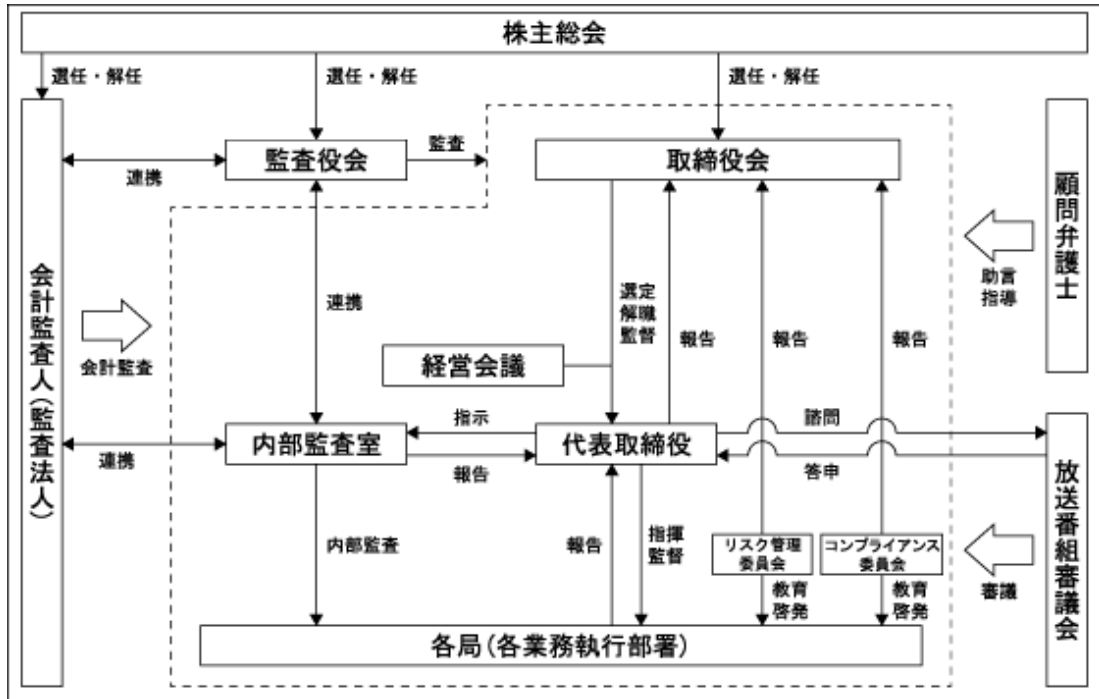 株主総会
選任・解任
選任・解任
選任・解任
監査役会
監査
取締役会
連携
顧問弁護士
助言
指導
会計監査人(監査法人)
会計監査
連携
選定
解職
監督
報告
報告
報告
経営会議
指示
諮問
内部監査室
代表取締役
連携
報告
答申
放送番組審議会
審議
内部監査
報告
指揮
監督
リスク管理
委員会
コンプライアンス
委員会
教育
啓発
教育
啓発
各局(各業務執行部署)